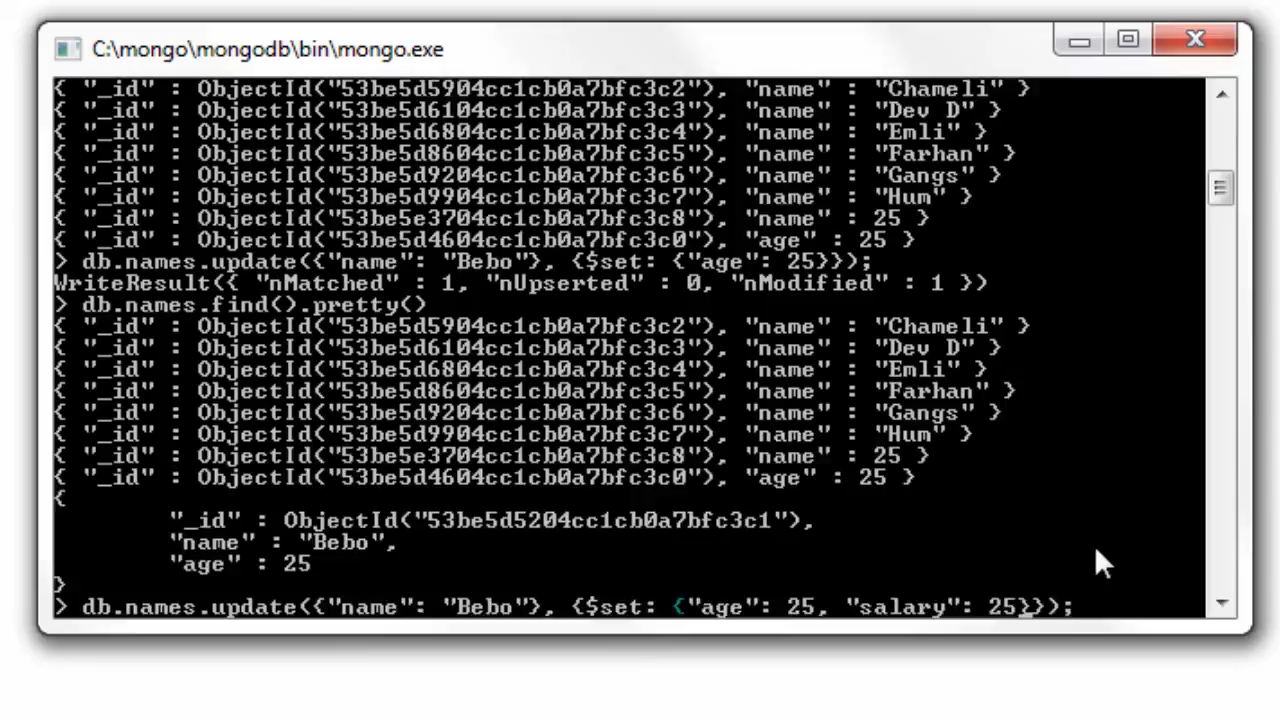 C:\mongo\mongodb\bin\mongo.exe
{ "_id" : ObjectId("53be5d5904cc1cb0a7bfc3c2"), "name" : "Chameli" }
{ "_id" : ObjectId("53be5d6104cc1cb0a7bfc3c3"), "name" : "Dev D" }
{ "_id" : ObjectId("53be5d6804cc1cb0a7bfc3c4"), "name" : "Emli" }
{ "_id" : ObjectId("53be5d8604cc1cb0a7bfc3c5"), "name" : "Farhan" }
{ "_id" : ObjectId("53be5d9204cc1cb0a7bfc3c6"), "name" : "Gangs" }
{ "_id" : ObjectId("53be5d9904cc1cb0a7bfc3c7"), "name" : "Hum" }
{ "_id" : ObjectId("53be5e3704cc1cb0a7bfc3c8"), "name" : 25 }
{ "_id" : ObjectId("53be5d4604cc1cb0a7bfc3c0"), "age" : 25 }
> db.names.update({"name": "Bebo"}, {$set: {"age": 25}});
WriteResult({ "nMatched" : 1, "nUpserted" : 0, "nModified" : 1 })
> db.names.find().pretty()
{ "_id" : ObjectId("53be5d5904cc1cb0a7bfc3c2"), "name" : "Chameli" }
{ "_id" : ObjectId("53be5d6104cc1cb0a7bfc3c3"), "name" : "Dev D" }
{ "_id" : ObjectId("53be5d6804cc1cb0a7bfc3c4"), "name" : "Emli" }
{ "_id" : ObjectId("53be5d8604cc1cb0a7bfc3c5"), "name" : "Farhan" }
{ "_id" : ObjectId("53be5d9204cc1cb0a7bfc3c6"), "name" : "Gangs" }
{ "_id" : ObjectId("53be5d9904cc1cb0a7bfc3c7"), "name" : "Hum" }
{ "_id" : ObjectId("53be5e3704cc1cb0a7bfc3c8"), "name" : 25 }
{ "_id" : ObjectId("53be5d4604cc1cb0a7bfc3c0"), "age" : 25 }
{
"_id" : ObjectId("53be5d5204cc1cb0a7bfc3c1"),
"name" : "Bebo",
"age" : 25
}
> db.names.update({"name": "Bebo"}, {$set: {"age": 25, "salary": 25}});